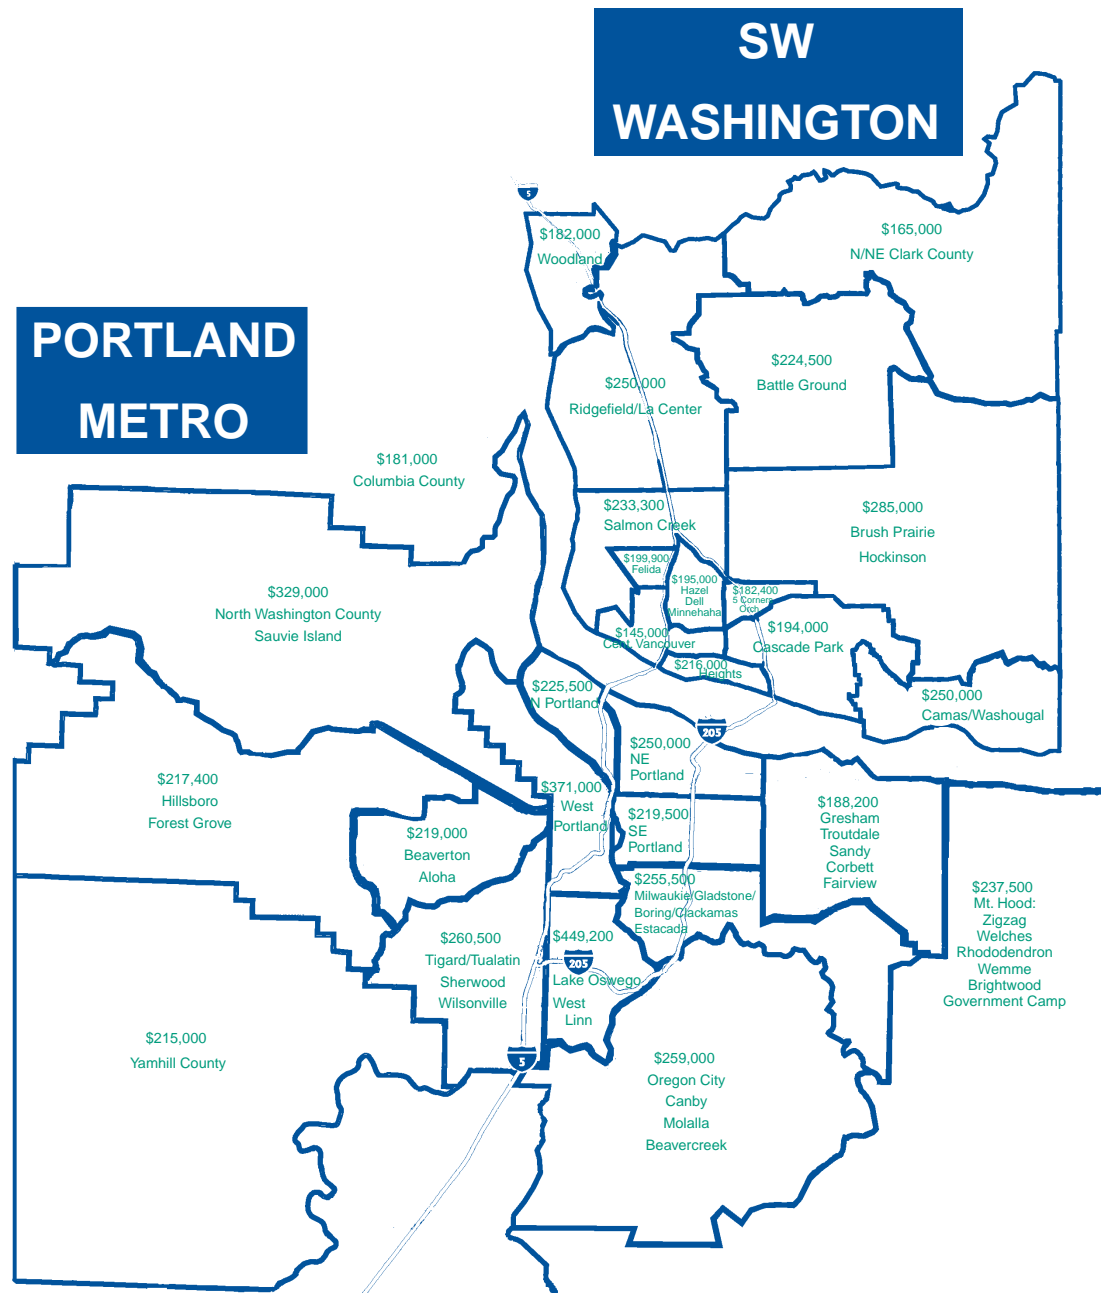 SW
WASHINGTON
5
$182,000
Woodland
$165,000
N/NE Clark County
PORTLAND
METRO
$224,500
Battle Ground
$250,000
Ridgefield/La Center
$181,000
Columbia County
$233,300
Salmon Creek
$285,000
Brush Prairie
Hockinson
$199,900
Felida
$195,000
Hazel
Dell
Minnehaha
$182,400
5 Corners
Orch
$329,000
North Washington County
Sauvie Island
$145,000
Cent. Vancouver
$194,000
Cascade Park
$216,000
Heights
$225,500
N Portland
$250,000
Camas/Washougal
205
$250,000
NE
Portland
$217,400
Hillsboro
Forest Grove
$371,000
West
Portland
$219,500
SE
Portland
$188,200
Gresham
Troutdale
Sandy
Corbett
Fairview
$219,000
Beaverton
Aloha
$255,500
Milwaukie/Gladstone/
Boring/Clackamas
Estacada
$237,500
Mt. Hood:
Zigzag
Welches
Rhododendron
Wemme
Brightwood
Government Camp
$260,500
Tigard/Tualatin
Sherwood
Wilsonville
$449,200
205
Lake Oswego
West
Linn
$215,000
Yamhill County
5
$259,000
Oregon City
Canby
Molalla
Beavercreek